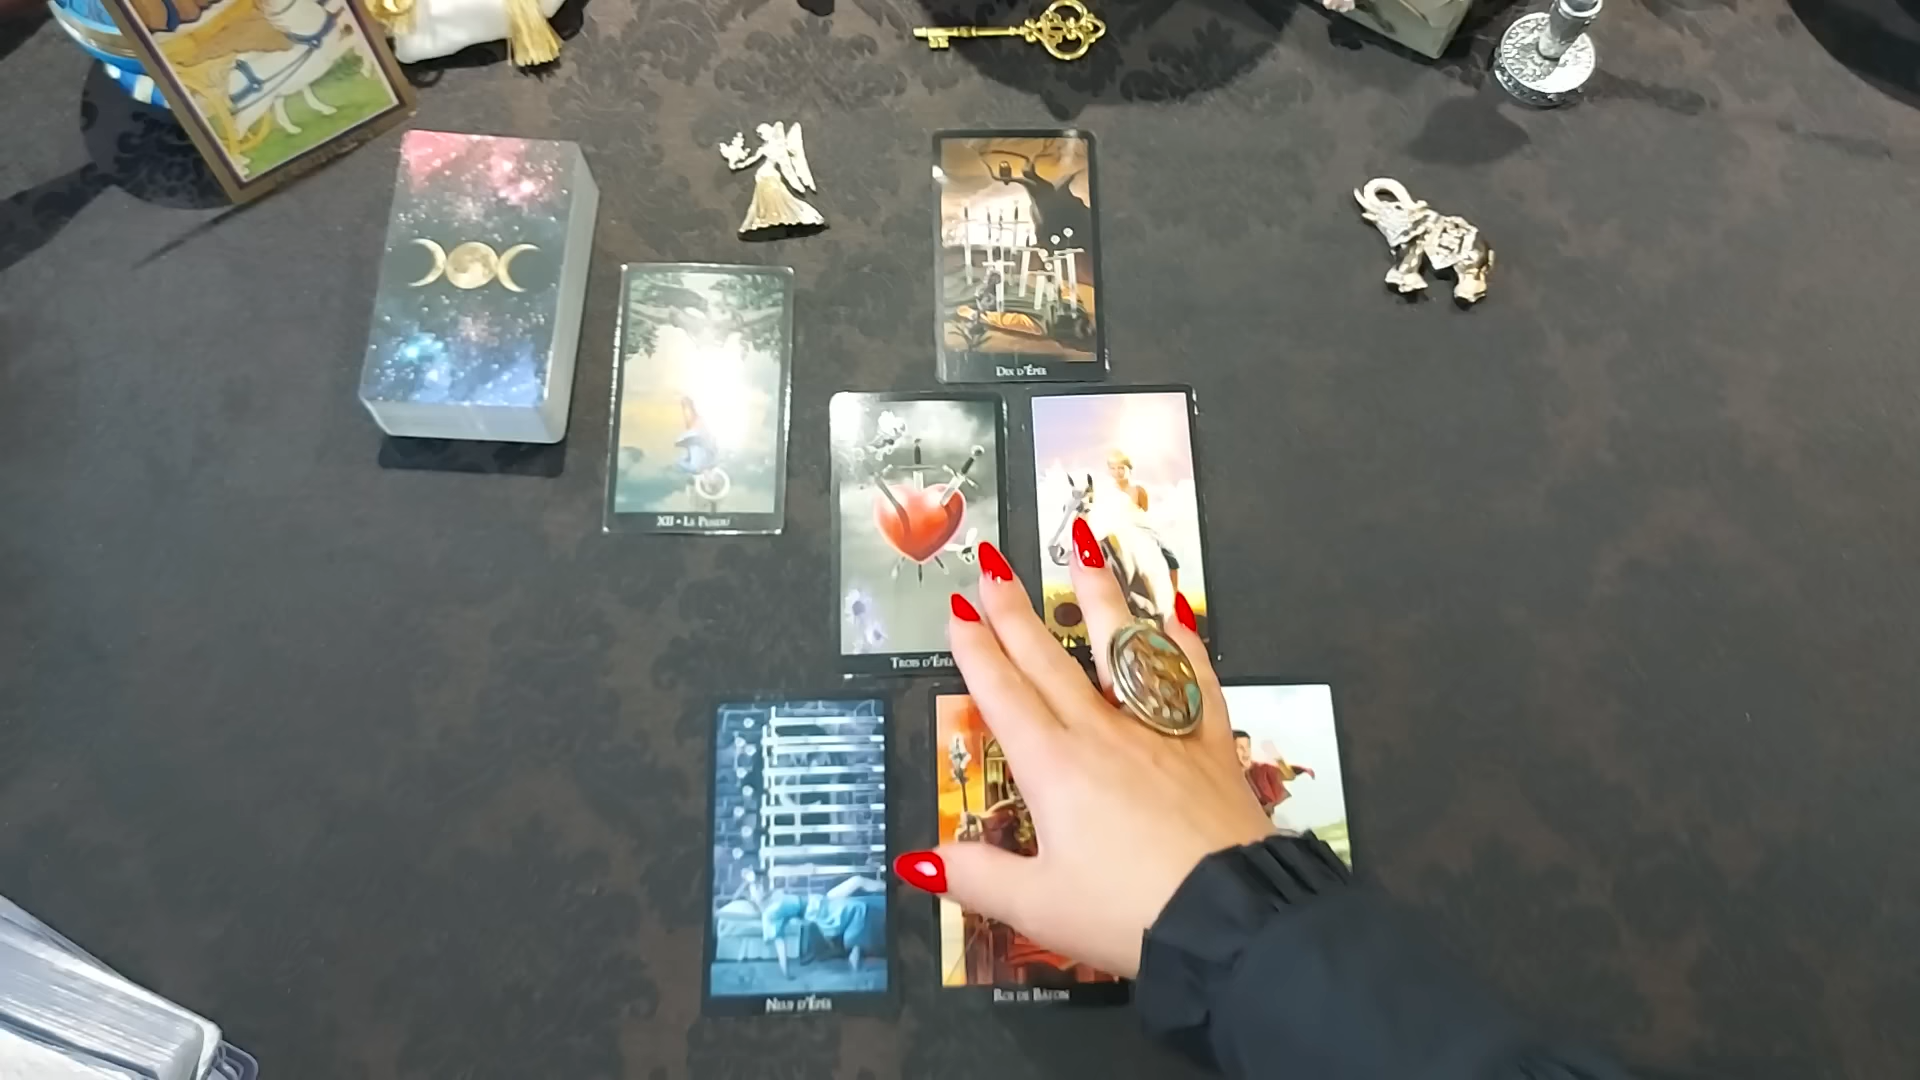 DIX D'ÉPÉE
XII • LE PENDU
TROIS D'ÉPÉE
NEUF D'ÉPÉE
ROI DE BÂTON